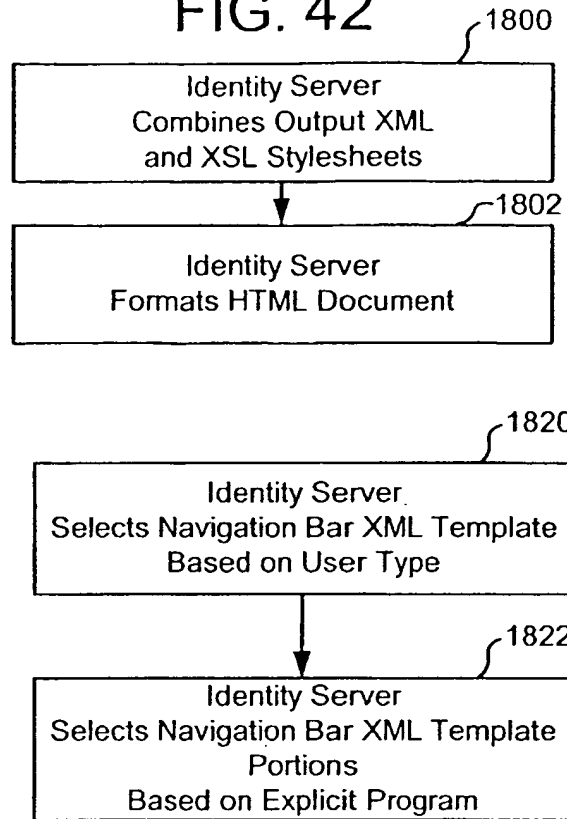 FIG. 42
1800
Identity Server
Combines Output XML
and XSL Stylesheets
1802
Identity Server
Formats HTML Document
1820
Identity Server
Selects Navigation Bar XML Template
Based on User Type
1822
Identity Server
Selects Navigation Bar XML Template
Portions
Based on Explicit Program